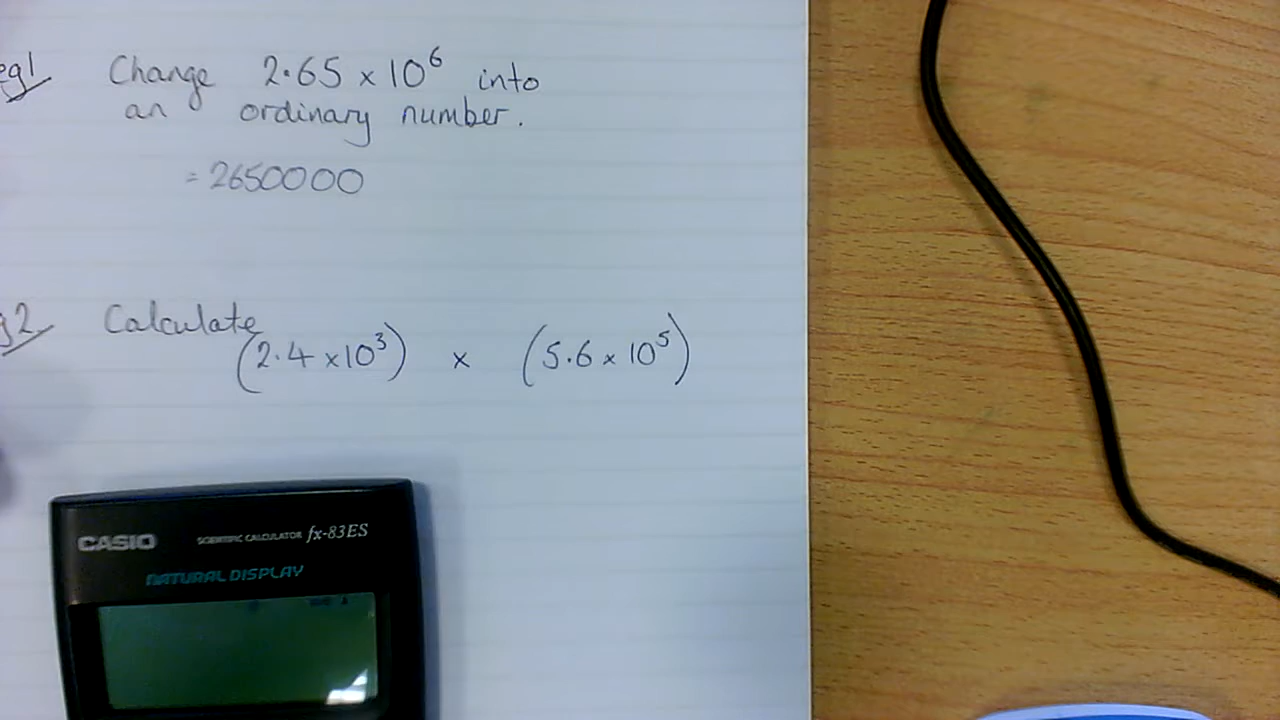 eg1 Change 2.65 × 10⁶ into
an ordinary number.
= 2650000
g2 Calculate
(2.4 × 10³) × (5.6 × 10⁵)
CASIO SCIENTIFIC CALCULATOR fx-83ES
NATURAL DISPLAY